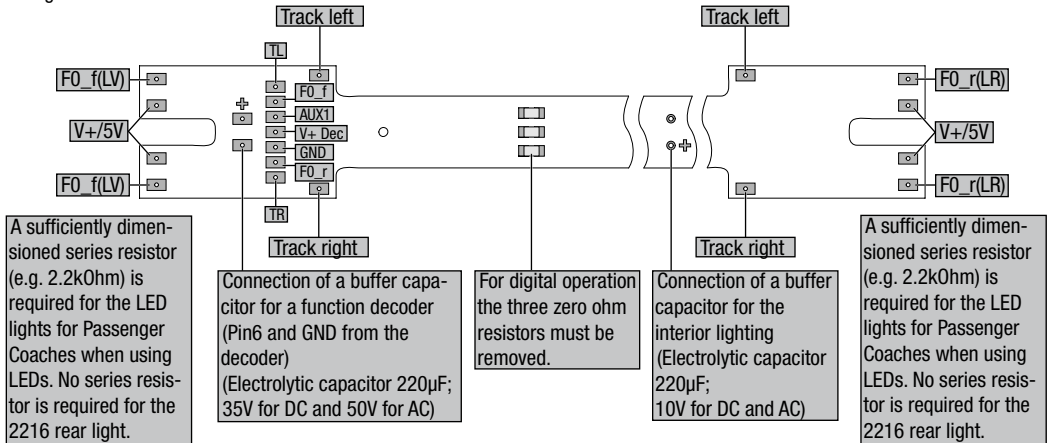 Track left
Track left
TL
F0_f(LV)
F0_f
F0_r(LR)
+
AUX1
V+/5V
V+ Dec
V+/5V
GND
+
F0_f(LV)
F0_r
F0_r(LR)
TR
Track right
Track right
A sufficiently dimen-
sioned series resistor
(e.g. 2.2kOhm) is
required for the LED
lights for Passenger
Coaches when using
LEDs. No series resis-
tor is required for the
2216 rear light.
Connection of a buffer capa-
citor for a function decoder
(Pin6 and GND from the
decoder)
(Electrolytic capacitor 220µF;
35V for DC and 50V for AC)
For digital operation
the three zero ohm
resistors must be
removed.
Connection of a buffer
capacitor for the
interior lighting
(Electrolytic capacitor
220µF;
10V for DC and AC)
A sufficiently dimen-
sioned series resistor
(e.g. 2.2kOhm) is
required for the LED
lights for Passenger
Coaches when using
LEDs. No series resis-
tor is required for the
2216 rear light.